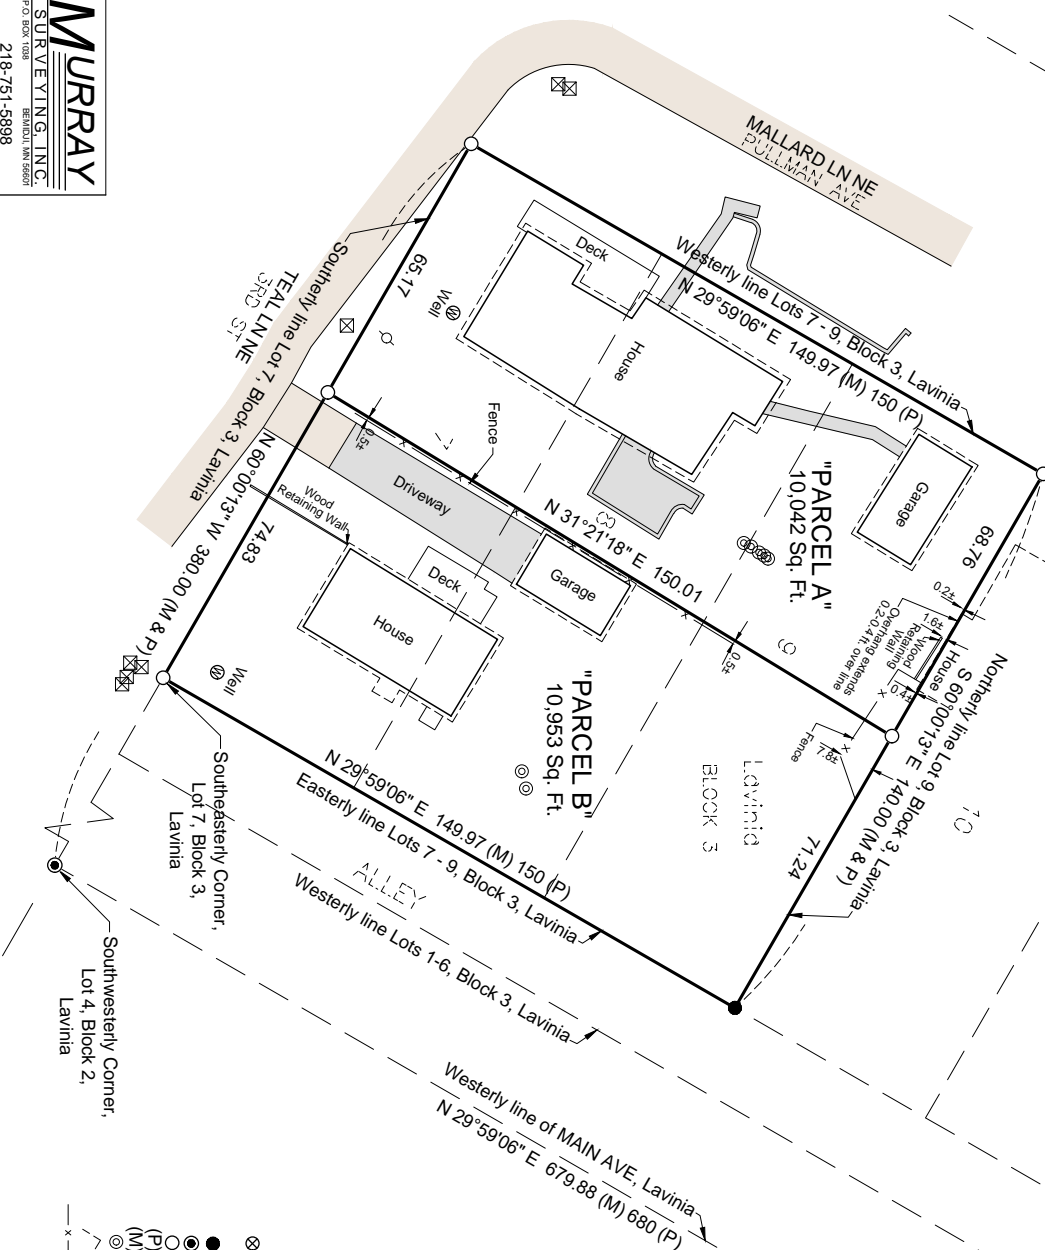 MURRAY
SURVEYING, INC.
P.O. BOX 1038 BEMIDJI, MN 56601
218-751-5898
MALLARD LN NE
PULLMAN AVE
Westerly line Lots 7 - 9, Block 3, Lavinia
N 29°59'06" E 149.97 (M) 150 (P)
Deck
House
Garage
Well
65.17
Southerly line Lot 7, Block 3, Lavinia
TEAL LN NE
3RD ST
Fence
7
8
9
10
0.5±
Driveway
N 31°21'18" E 150.01
"PARCEL A"
10,042 Sq. Ft.
68.76
0.2±
1.6±
Wood
Retaining
Wall
Overhang extends
0.2-0.4 ft over line
House
0.4±
Northerly line Lot 9, Block 3, Lavinia
S 60°00'13" E 140.00 (M & P)
Fence
7.8±
71.24
0.5±
Lavinia
BLOCK 3
Wood
Retaining Wall
74.83
N 60°00'13" W 380.00 (M & P)
Deck
Garage
House
Well
"PARCEL B"
10,953 Sq. Ft.
N 29°59'06" E 149.97 (M) 150 (P)
Easterly line Lots 7 - 9, Block 3, Lavinia
Southeasterly Corner,
Lot 7, Block 3,
Lavinia
ALLEY
Westerly line Lots 1-6, Block 3, Lavinia
Southwesterly Corner,
Lot 4, Block 2,
Lavinia
Westerly line of MAIN AVE, Lavinia
N 29°59'06" E 679.88 (M) 680 (P)
(P)
(M)